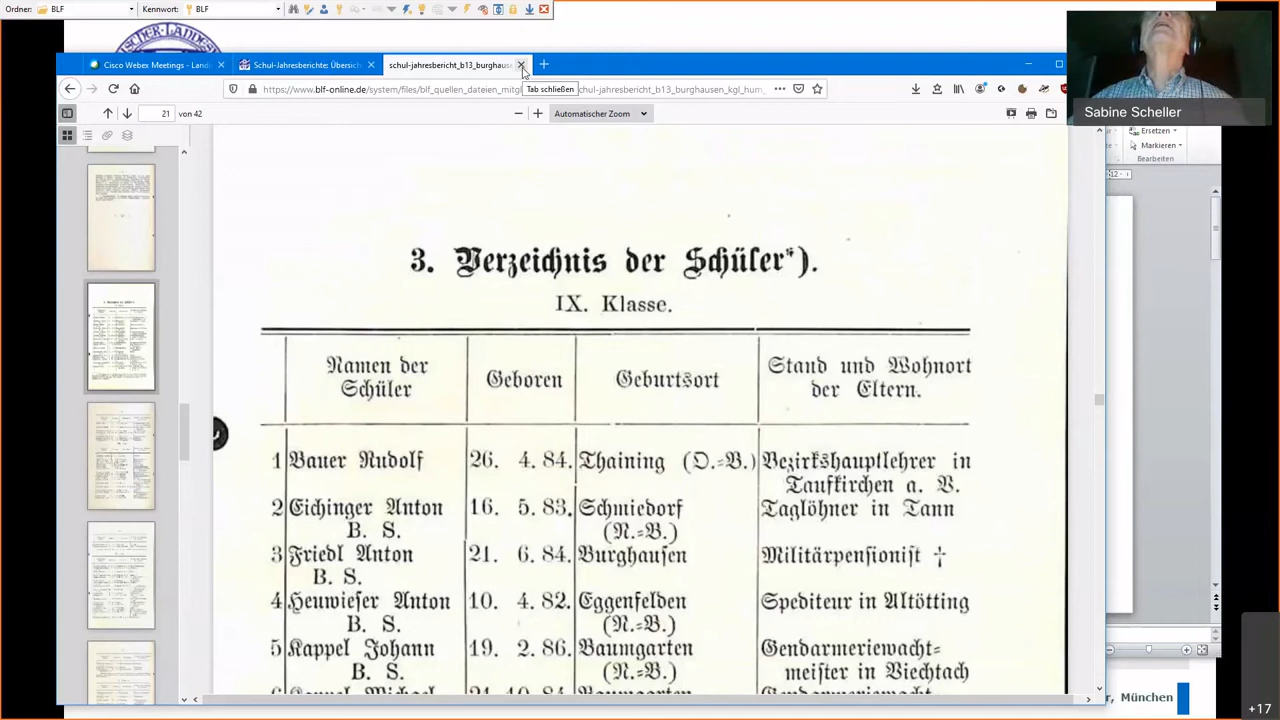 Ordner: BLF Kennwort: BLF
Cisco Webex Meetings - Land
Schul-Jahresberichte: Übersich
schul-jahresbericht_b13_burghaus
Tab schließen
https://www.blf-online.de/system/files/blf_quellen_dateien_mitgl
schul-jahresbericht_b13_burghausen_kgl_hum_
21 von 42
Automatischer Zoom
Sabine Scheller
Ersetzen
Markieren
Bearbeiten
12
3. Verzeichnis der Schüler*).
IX. Klasse.
Namen der Schüler
Geboren
Geburtsort
Stand und Wohnort der Eltern.
1 Bauer Rudolf 26. 4. 84. Thaining (O.-B.) Bezirkshauptlehrer in
Taufkirchen a. V.
2 Eichinger Anton 16. 5. 83. Schmiedorf Taglöhner in Tann
B. S. (N.-B.)
3 Friedl Anton 21. 6. 84. Burghausen Militärpensionist †
B. S.
4 Heuwieser Anton 10. 4. 82. Eggenfelden Spediteur in Altötting
B. S. (N.-B.)
5 Kappel Johann 19. 2. 86. Baumgarten Gendarmeriewacht-
B. S. (N.-B.) meister in Viechtach
München
+17